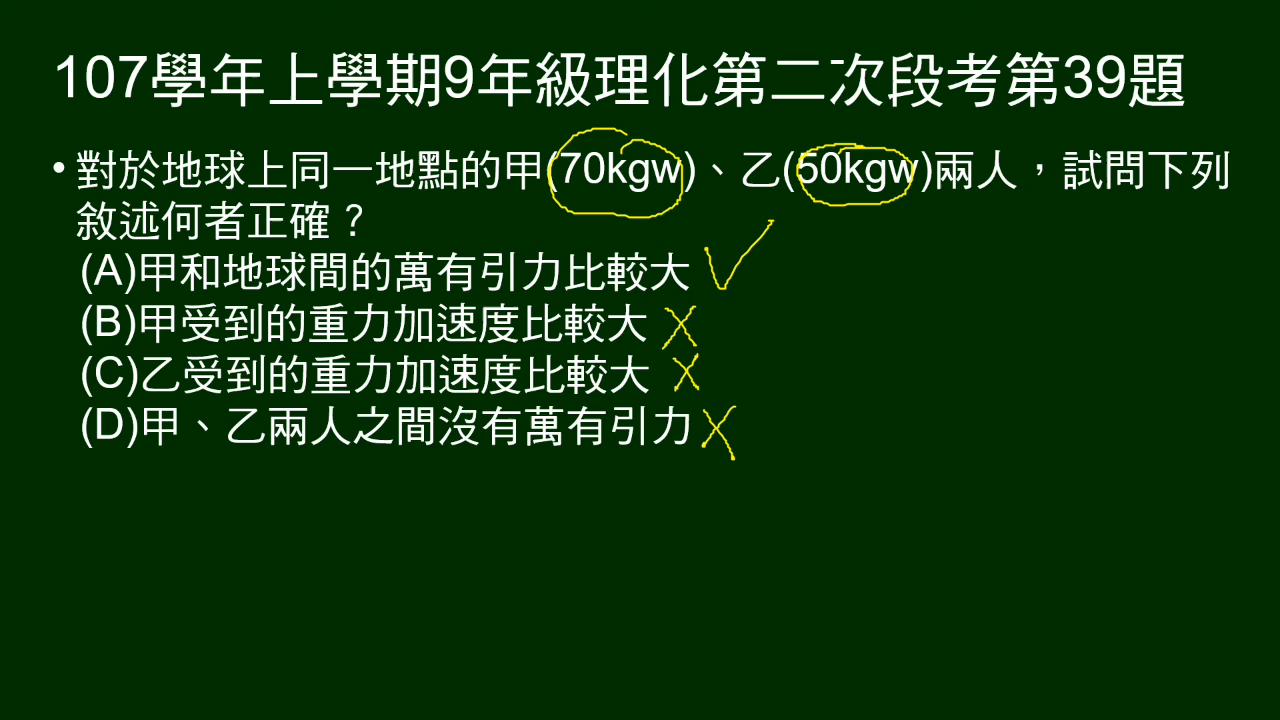 107學年上學期9年級理化第二次段考第39題
•對於地球上同一地點的甲(70kgw)、乙(50kgw)兩人，試問下列
敘述何者正確？
(A)甲和地球間的萬有引力比較大
(B)甲受到的重力加速度比較大
(C)乙受到的重力加速度比較大
(D)甲、乙兩人之間沒有萬有引力